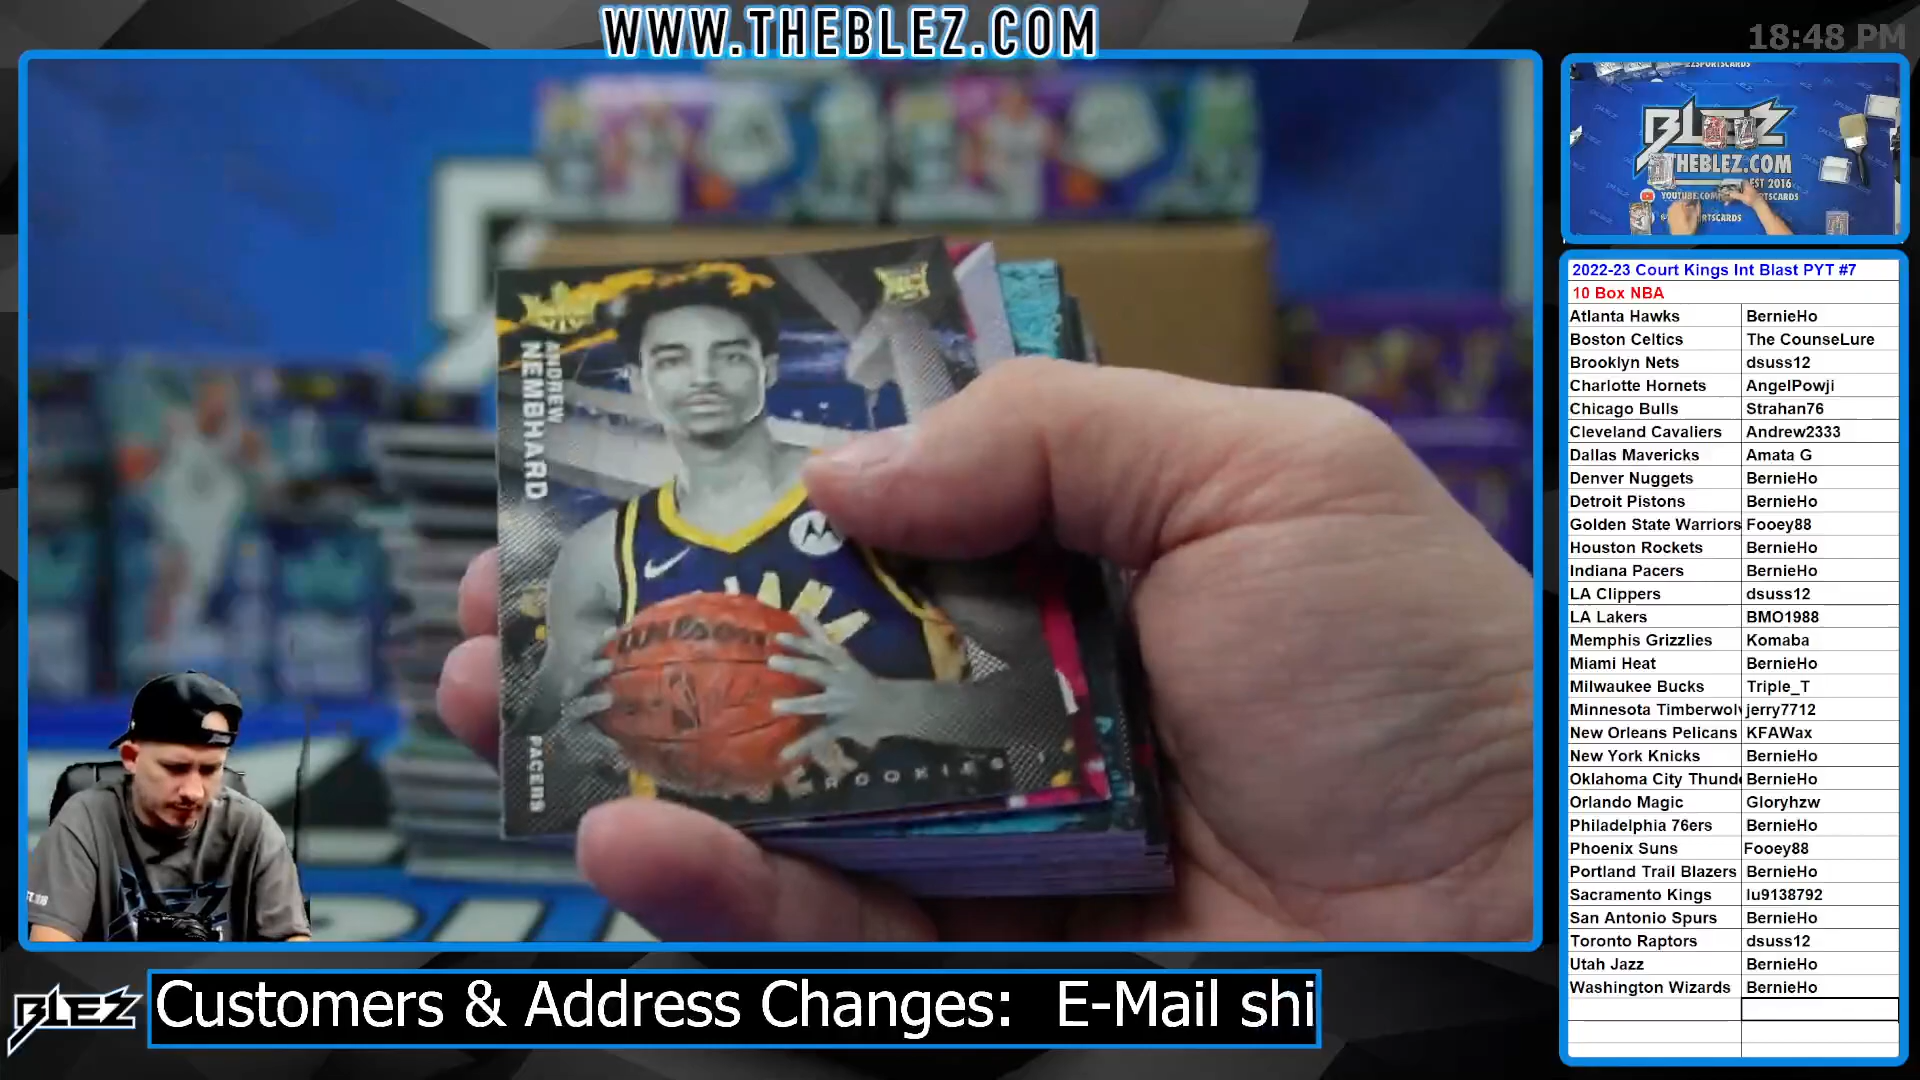 WWW.THEBLEZ.COM
18:48 PM
BLEZ
THEBLEZ.COM
EST 2016
ANDREW
NEMBHARD
PACERS
ROOKIES
WILSON
2022-23 Court Kings Int Blast PYT #7
10 Box NBA
Atlanta Hawks BernieHo
Boston Celtics The CounseLure
Brooklyn Nets dsuss12
Charlotte Hornets AngelPowji
Chicago Bulls Strahan76
Cleveland Cavaliers Andrew2333
Dallas Mavericks Amata G
Denver Nuggets BernieHo
Detroit Pistons BernieHo
Golden State Warriors Fooey88
Houston Rockets BernieHo
Indiana Pacers BernieHo
LA Clippers dsuss12
LA Lakers BMO1988
Memphis Grizzlies Komaba
Miami Heat BernieHo
Milwaukee Bucks Triple_T
Minnesota Timberwolv jerry7712
New Orleans Pelicans KFAWax
New York Knicks BernieHo
Oklahoma City Thunde BernieHo
Orlando Magic Gloryhzw
Philadelphia 76ers BernieHo
Phoenix Suns Fooey88
Portland Trail Blazers BernieHo
Sacramento Kings lu9138792
San Antonio Spurs BernieHo
Toronto Raptors dsuss12
Utah Jazz BernieHo
Washington Wizards BernieHo
BLEZ
Customers & Address Changes: E-Mail shi